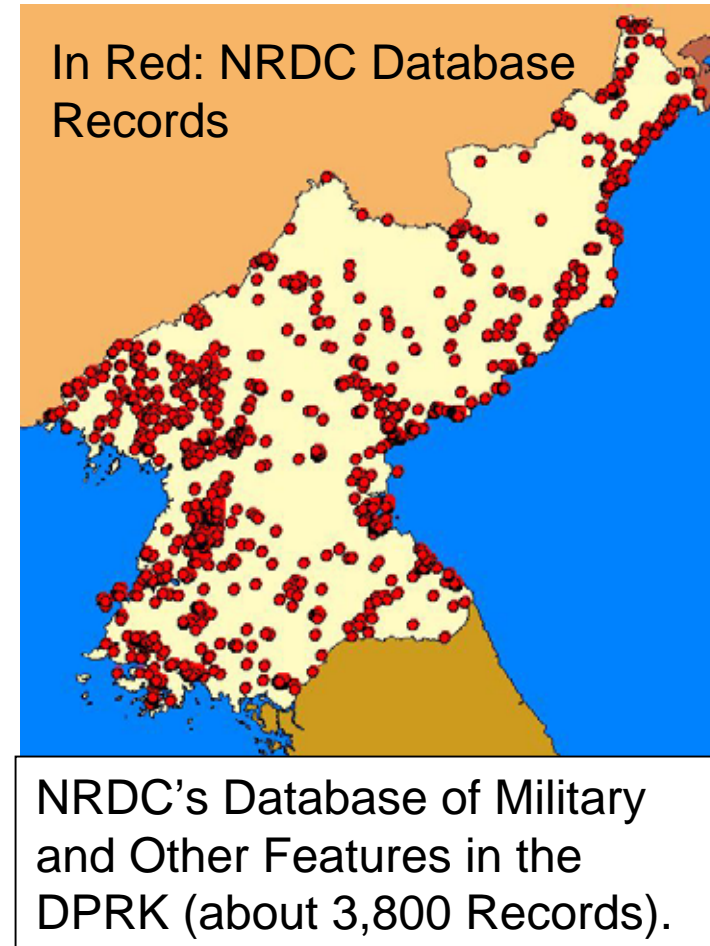 In Red: NRDC Database
Records
NRDC's Database of Military
and Other Features in the
DPRK (about 3,800 Records).